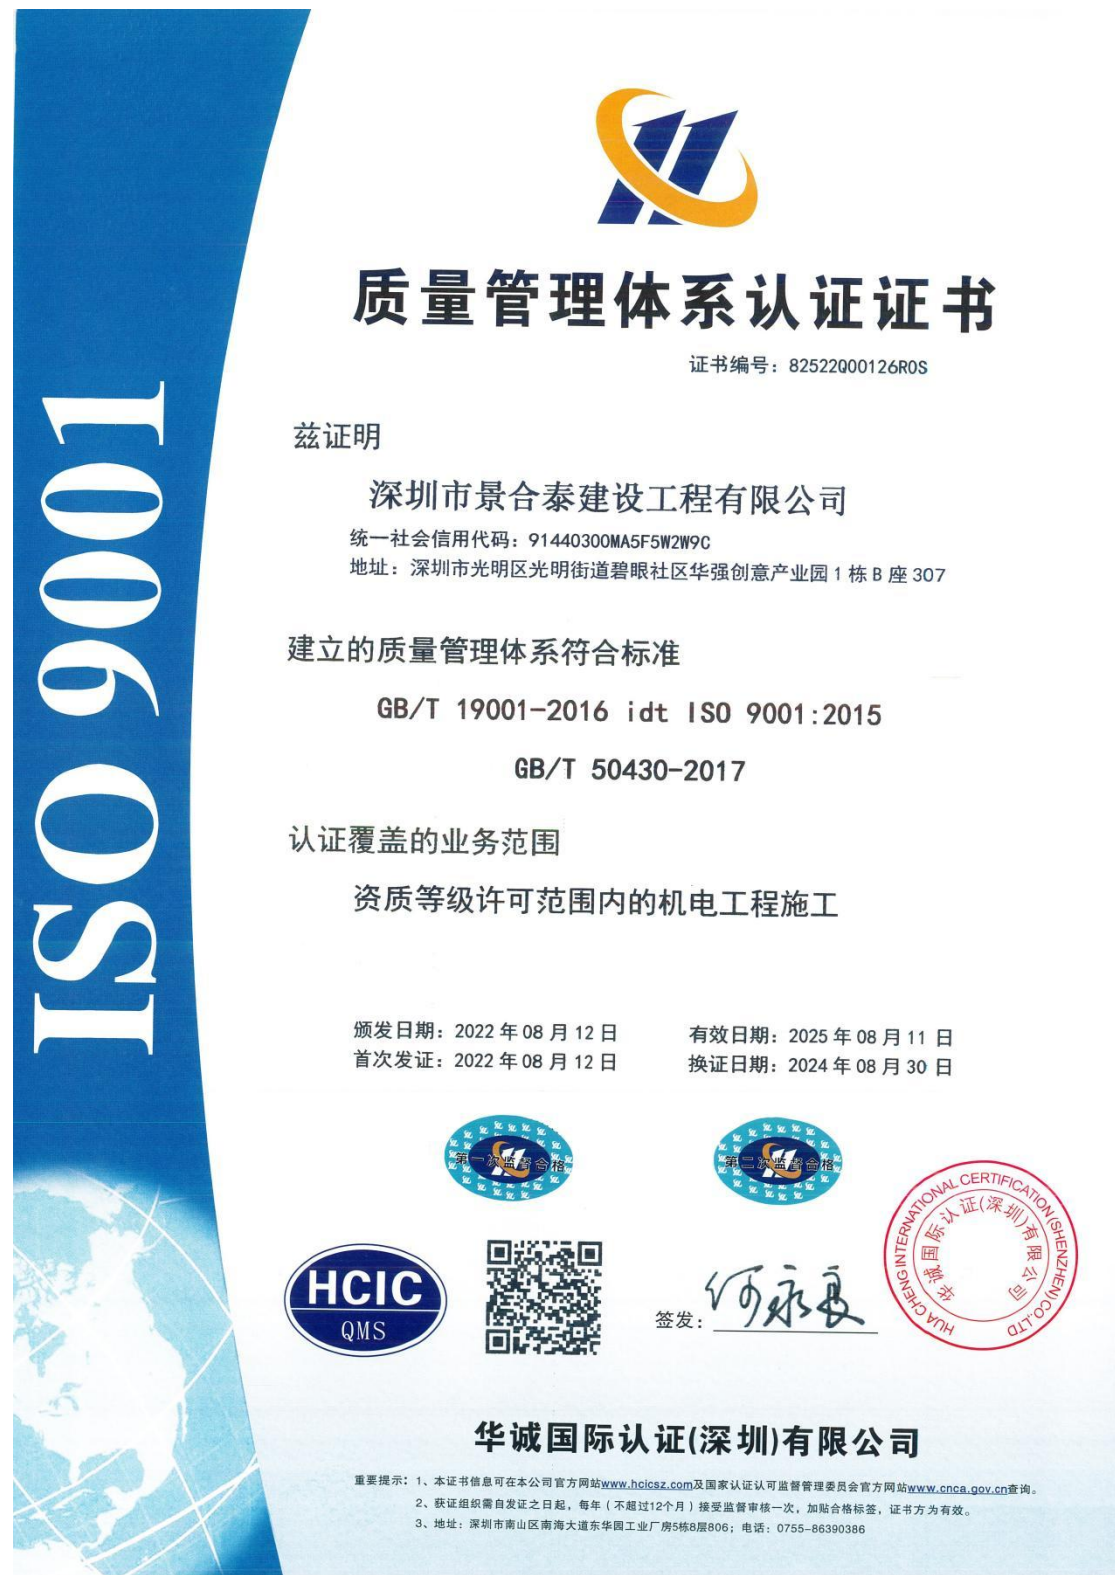 质量管理体系认证证书
证书编号：82522Q00126R0S
ISO 9001
兹证明
深圳市景合泰建设工程有限公司
统一社会信用代码：91440300MA5F5W2W9C
地址：深圳市光明区光明街道碧眼社区华强创意产业园1栋B座307
建立的质量管理体系符合标准
GB/T 19001-2016 idt ISO 9001:2015
GB/T 50430-2017
认证覆盖的业务范围
资质等级许可范围内的机电工程施工
颁发日期：2022年08月12日
有效日期：2025年08月11日
首次发证：2022年08月12日
换证日期：2024年08月30日
第一次监督合格
第二次监督合格
HCIC
QMS
签发：何永良
HUA CHENG INTERNATIONAL CERTIFICATION (SHENZHEN) CO.,LTD
华诚国际认证(深圳)有限公司
华诚国际认证(深圳)有限公司
重要提示：1、本证书信息可在本公司官方网站www.hcicsz.com及国家认证认可监督管理委员会官方网站www.cnca.gov.cn查询。
2、获证组织需自发证之日起，每年（不超过12个月）接受监督审核一次，加贴合格标签，证书方为有效。
3、地址：深圳市南山区南海大道东华园工业厂房5栋8层806；电话：0755-86390386